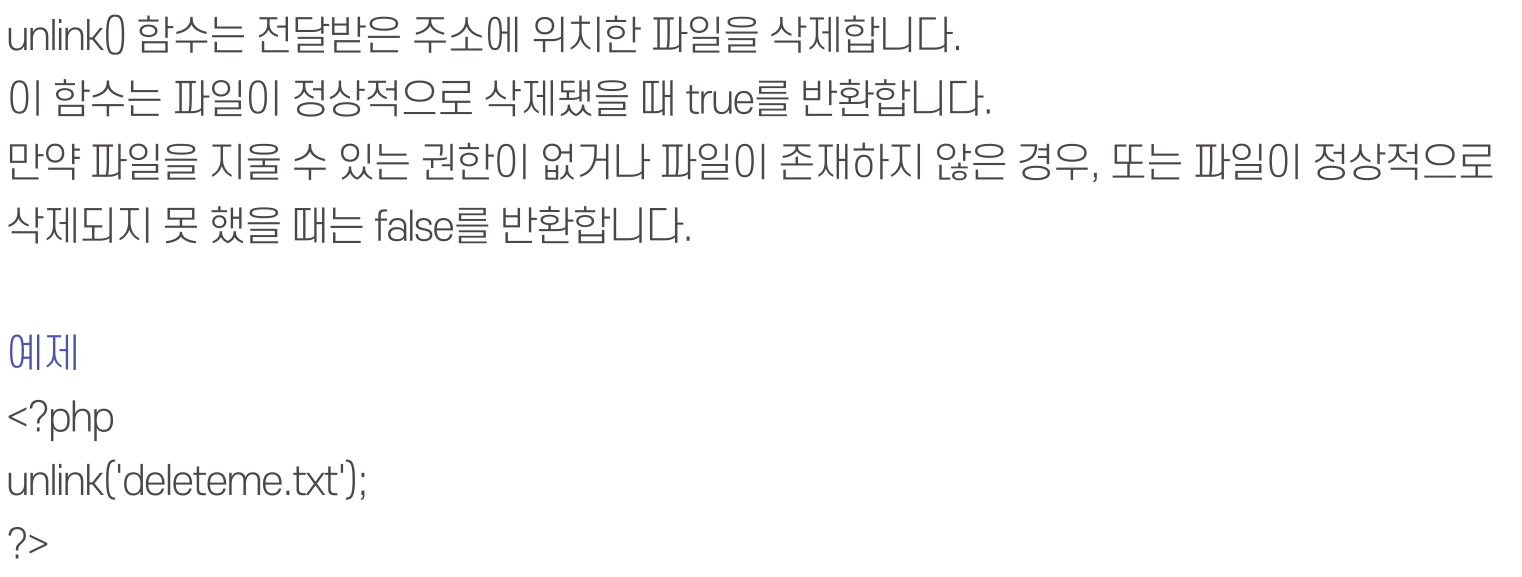 unlink() 함수는 전달받은 주소에 위치한 파일을 삭제합니다.
이 함수는 파일이 정상적으로 삭제됐을 때 true를 반환합니다.
만약 파일을 지울 수 있는 권한이 없거나 파일이 존재하지 않은 경우, 또는 파일이 정상적으로
삭제되지 못 했을 때는 false를 반환합니다.
예제
<?php
unlink('deleteme.txt');
?>